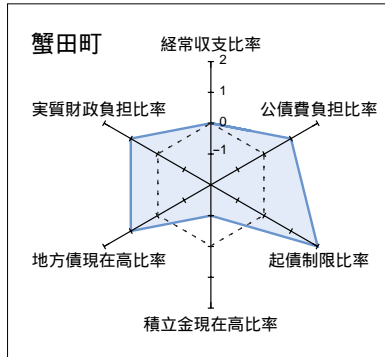 蟹田町
経常収支比率
2
1
0
-1
公債費負担比率
起債制限比率
積立金現在高比率
地方債現在高比率
実質財政負担比率